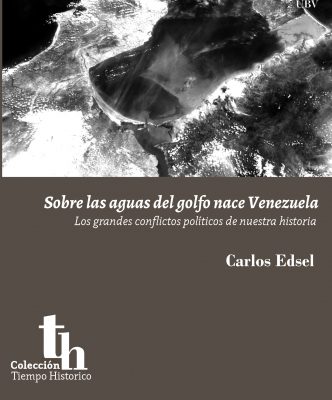 UBV
Sobre las aguas del golfo nace Venezuela
Los grandes conflictos políticos de nuestra historia
Carlos Edsel
th
Colección
Tiempo Historico